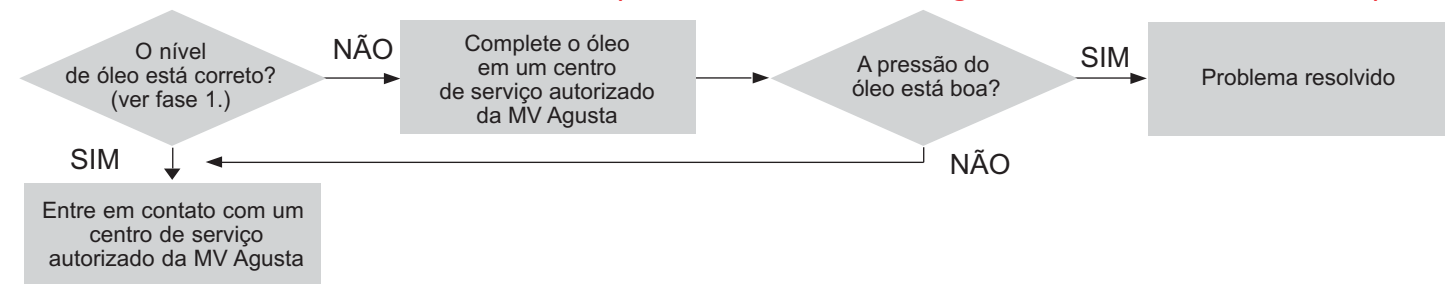 O nível
de óleo está correto?
(ver fase 1.)
NÃO
Complete o óleo
em um centro
de serviço autorizado
da MV Agusta
A pressão do
óleo está boa?
SIM
Problema resolvido
SIM
NÃO
Entre em contato com um
centro de serviço
autorizado da MV Agusta